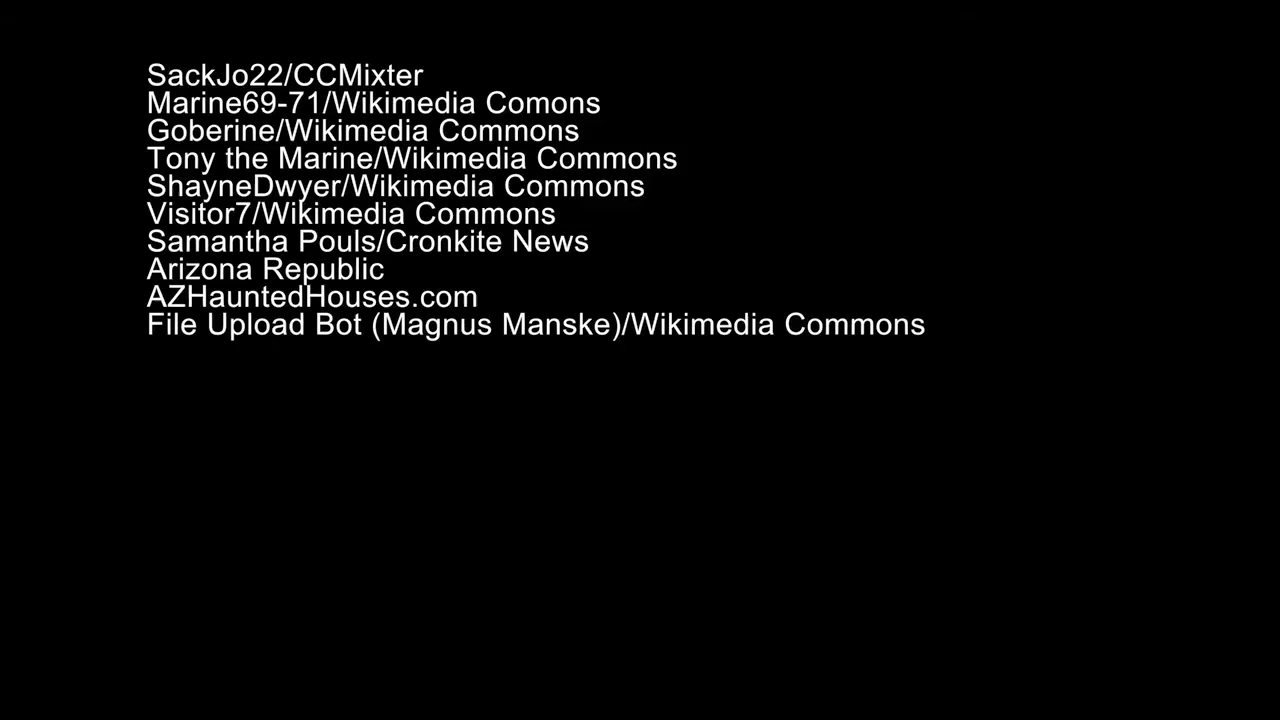 SackJo22/CCMixter
Marine69-71/Wikimedia Comons
Goberine/Wikimedia Commons
Tony the Marine/Wikimedia Commons
ShayneDwyer/Wikimedia Commons
Visitor7/Wikimedia Commons
Samantha Pouls/Cronkite News
Arizona Republic
AZHauntedHouses.com
File Upload Bot (Magnus Manske)/Wikimedia Commons